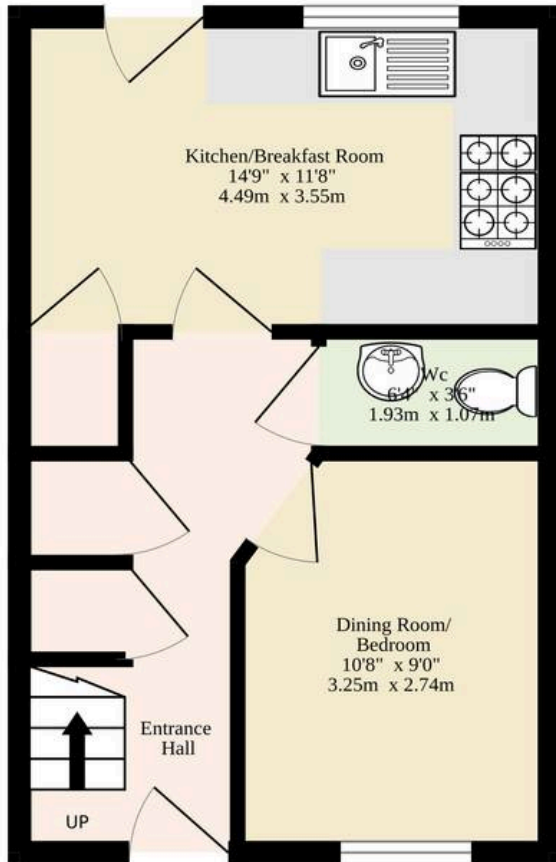 Kitchen/Breakfast Room
14'9" x 11'8"
4.49m x 3.55m
Wc
6'4" x 3'6"
1.93m x 1.07m
Dining Room/
Bedroom
10'8" x 9'0"
3.25m x 2.74m
Entrance
Hall
UP